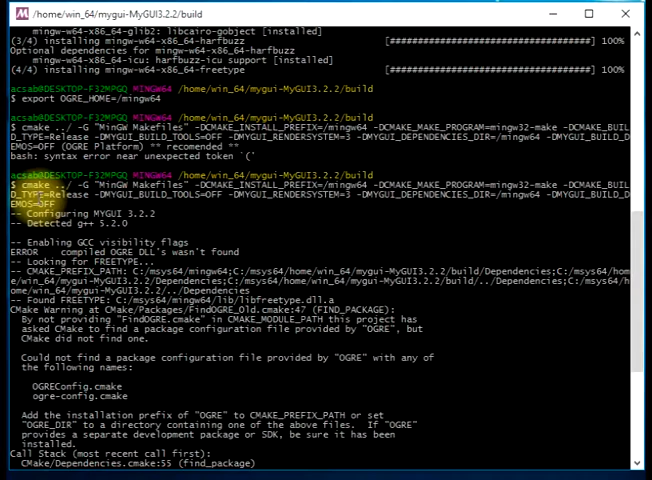 /home/win_64/mygui-MyGUI3.2.2/build
mingw-w64-x86_64-glib2: libcairo-gobject [installed]
(3/4) installing mingw-w64-x86_64-harfbuzz [#####################################] 100%
Optional dependencies for mingw-w64-x86_64-harfbuzz
mingw-w64-x86_64-icu: harfbuzz-icu support [installed]
(4/4) installing mingw-w64-x86_64-freetype [#####################################] 100%
acsab@DESKTOP-F32MPGQ MINGW64 /home/win_64/mygui-MyGUI3.2.2/build
$ export OGRE_HOME=/mingw64
acsab@DESKTOP-F32MPGQ MINGW64 /home/win_64/mygui-MyGUI3.2.2/build
$ cmake ../ -G "MinGW Makefiles" -DCMAKE_INSTALL_PREFIX=/mingw64 -DCMAKE_MAKE_PROGRAM=mingw32-make -DCMAKE_BUIL
D_TYPE=Release -DMYGUI_BUILD_TOOLS=OFF -DMYGUI_RENDERSYSTEM=3 -DMYGUI_INSTALL_DEPENDENCIES=OFF -DMYGUI_BUILD_D
EMOS=OFF (OGRE Platform) ** recomended **
bash: syntax error near unexpected token `('
acsab@DESKTOP-F32MPGQ MINGW64 /home/win_64/mygui-MyGUI3.2.2/build
$ cmake ../ -G "MinGW Makefiles" -DCMAKE_INSTALL_PREFIX=/mingw64 -DCMAKE_MAKE_PROGRAM=mingw32-make -DCMAKE_BUIL
D_TYPE=Release -DMYGUI_BUILD_TOOLS=OFF -DMYGUI_RENDERSYSTEM=3 -DMYGUI_INSTALL_DEPENDENCIES=OFF -DMYGUI_BUILD_D
EMOS=OFF
-- Configuring MYGUI 3.2.2
-- Detected g++ 5.2.0
-- Enabling GCC visibility flags
ERROR   compiled OGRE DLL's wasn't found
-- Looking for FREETYPE...
-- CMAKE_PREFIX_PATH: C:/msys64/mingw64;C:/msys64/home/win_64/mygui-MyGUI3.2.2/build/Dependencies;C:/msys64/hom
e/win_64/mygui-MyGUI3.2.2/Dependencies;C:/msys64/home/win_64/mygui-MyGUI3.2.2/build/../Dependencies;C:/msys64/h
ome/win_64/mygui-MyGUI3.2.2/../Dependencies
-- Found FREETYPE: C:/msys64/mingw64/lib/libfreetype.dll.a
CMake Warning at CMake/Packages/FindOGRE_Old.cmake:47 (FIND_PACKAGE):
By not providing "FindOGRE.cmake" in CMAKE_MODULE_PATH this project has
asked CMake to find a package configuration file provided by "OGRE", but
CMake did not find one.
Could not find a package configuration file provided by "OGRE" with any of
the following names:
OGREConfig.cmake
ogre-config.cmake
Add the installation prefix of "OGRE" to CMAKE_PREFIX_PATH or set
"OGRE_DIR" to a directory containing one of the above files.  If "OGRE"
provides a separate development package or SDK, be sure it has been
installed.
Call Stack (most recent call first):
CMake/Dependencies.cmake:55 (find_package)